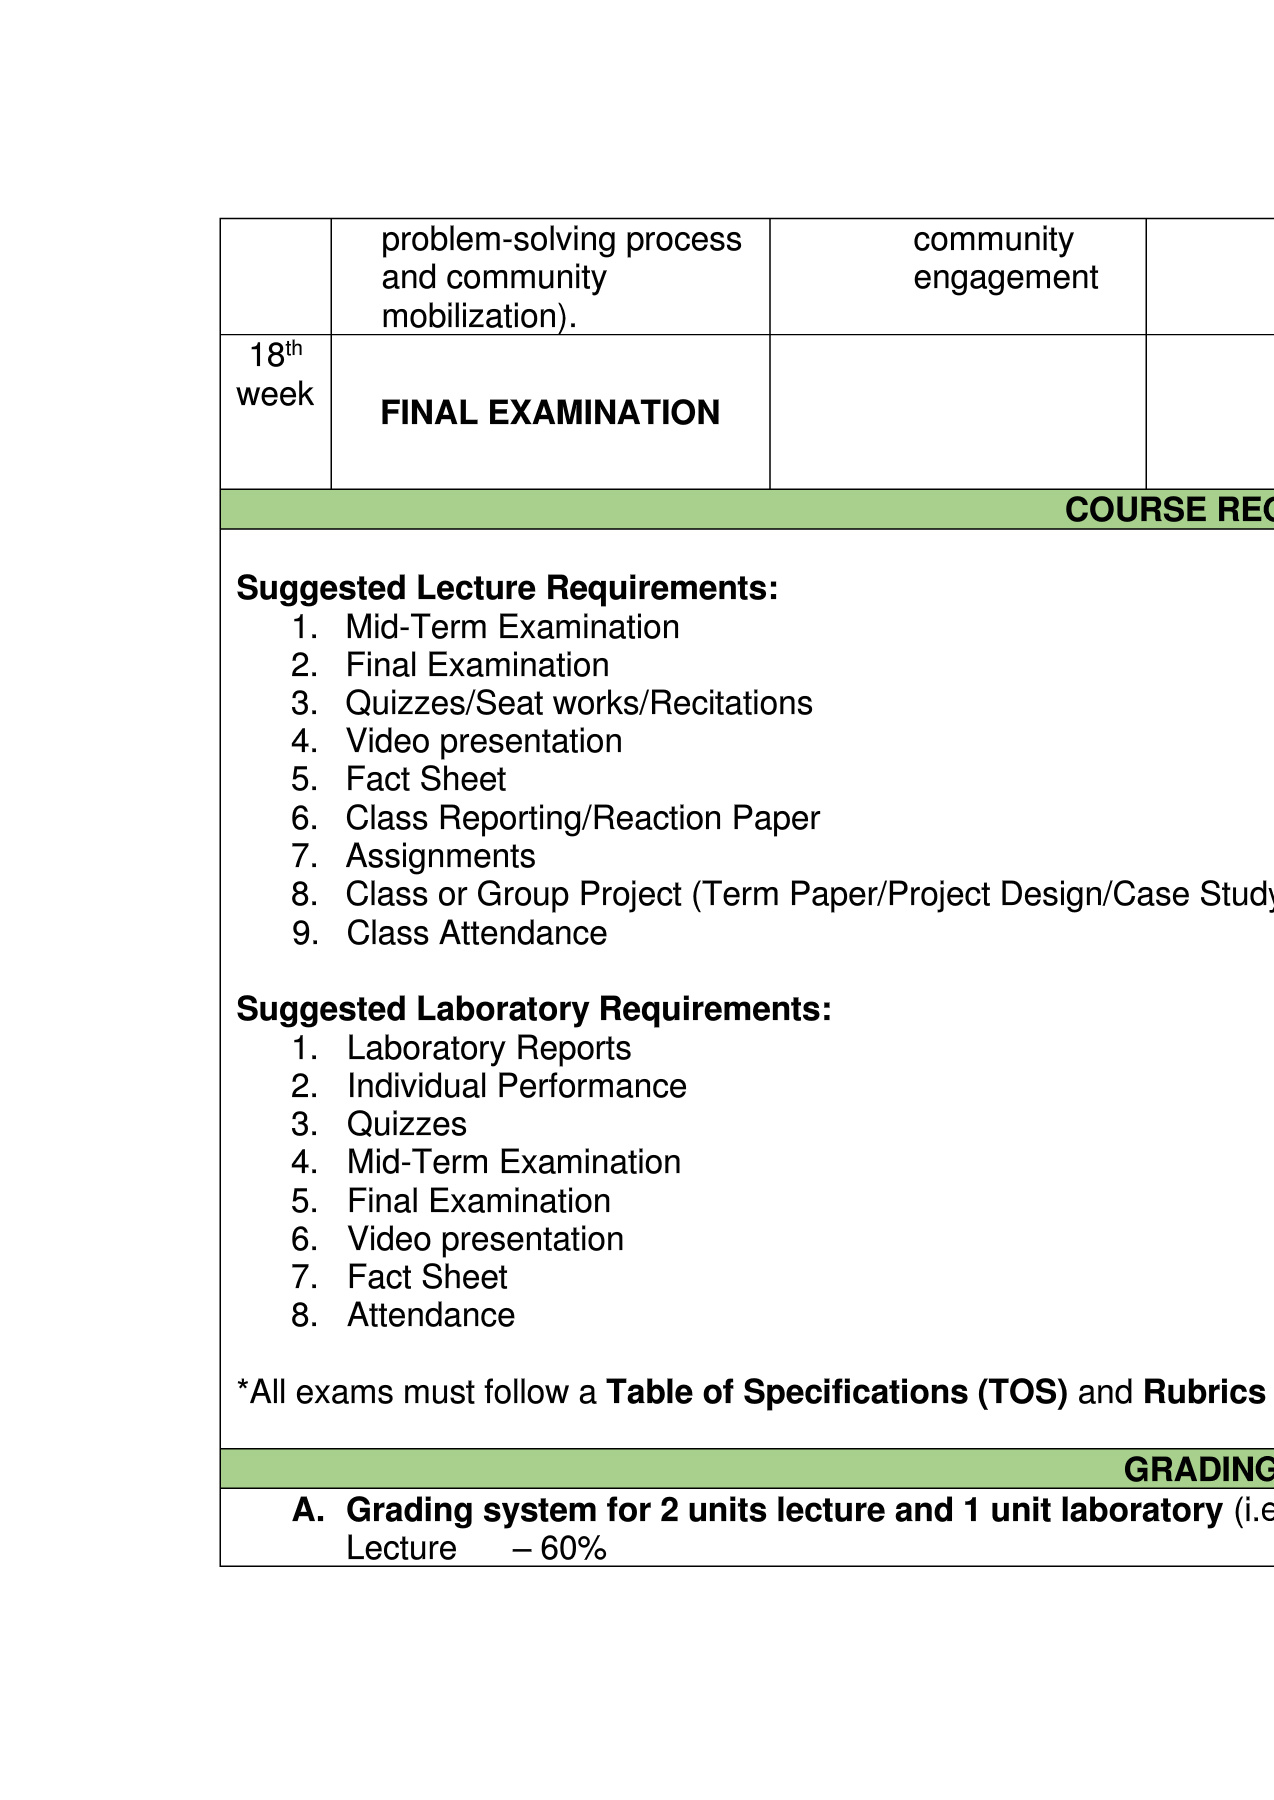 problem-solving process
and community
mobilization).
community
engagement
18th
week
FINAL EXAMINATION
COURSE
Suggested Lecture Requirements:
1. Mid-Term Examination
2. Final Examination
3. Quizzes/Seat works/Recitations
4. Video presentation
5. Fact Sheet
6. Class Reporting/Reaction Paper
7. Assignments
8. Class or Group Project (Term Paper/Project Design/Case Study
9. Class Attendance
Suggested Laboratory Requirements:
1. Laboratory Reports
2. Individual Performance
3. Quizzes
4. Mid-Term Examination
5. Final Examination
6. Video presentation
7. Fact Sheet
8. Attendance
*All exams must follow a Table of Specifications (TOS) and Rubrics
GRADING
A. Grading system for 2 units lecture and 1 unit laboratory (i.e
Lecture – 60%